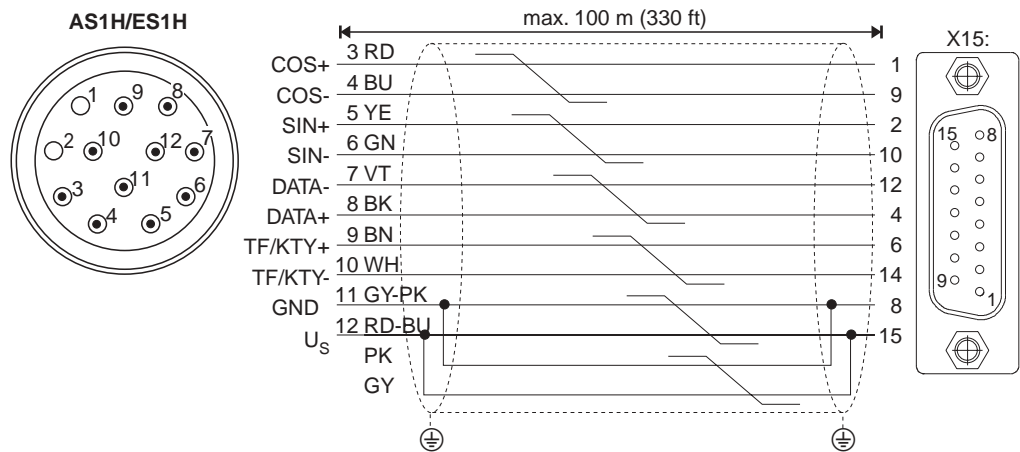 AS1H/ES1H
1 9 8
2 10 12 7
11
3 6
4 5
max. 100 m (330 ft)
X15:
COS+ 3 RD 1
COS- 4 BU 9
SIN+ 5 YE 2
SIN- 6 GN 10
DATA- 7 VT 12
DATA+ 8 BK 4
TF/KTY+ 9 BN 6
TF/KTY- 10 WH 14
GND 11 GY-PK 8
US 12 RD-BU 15
PK
GY
15 8
9 1